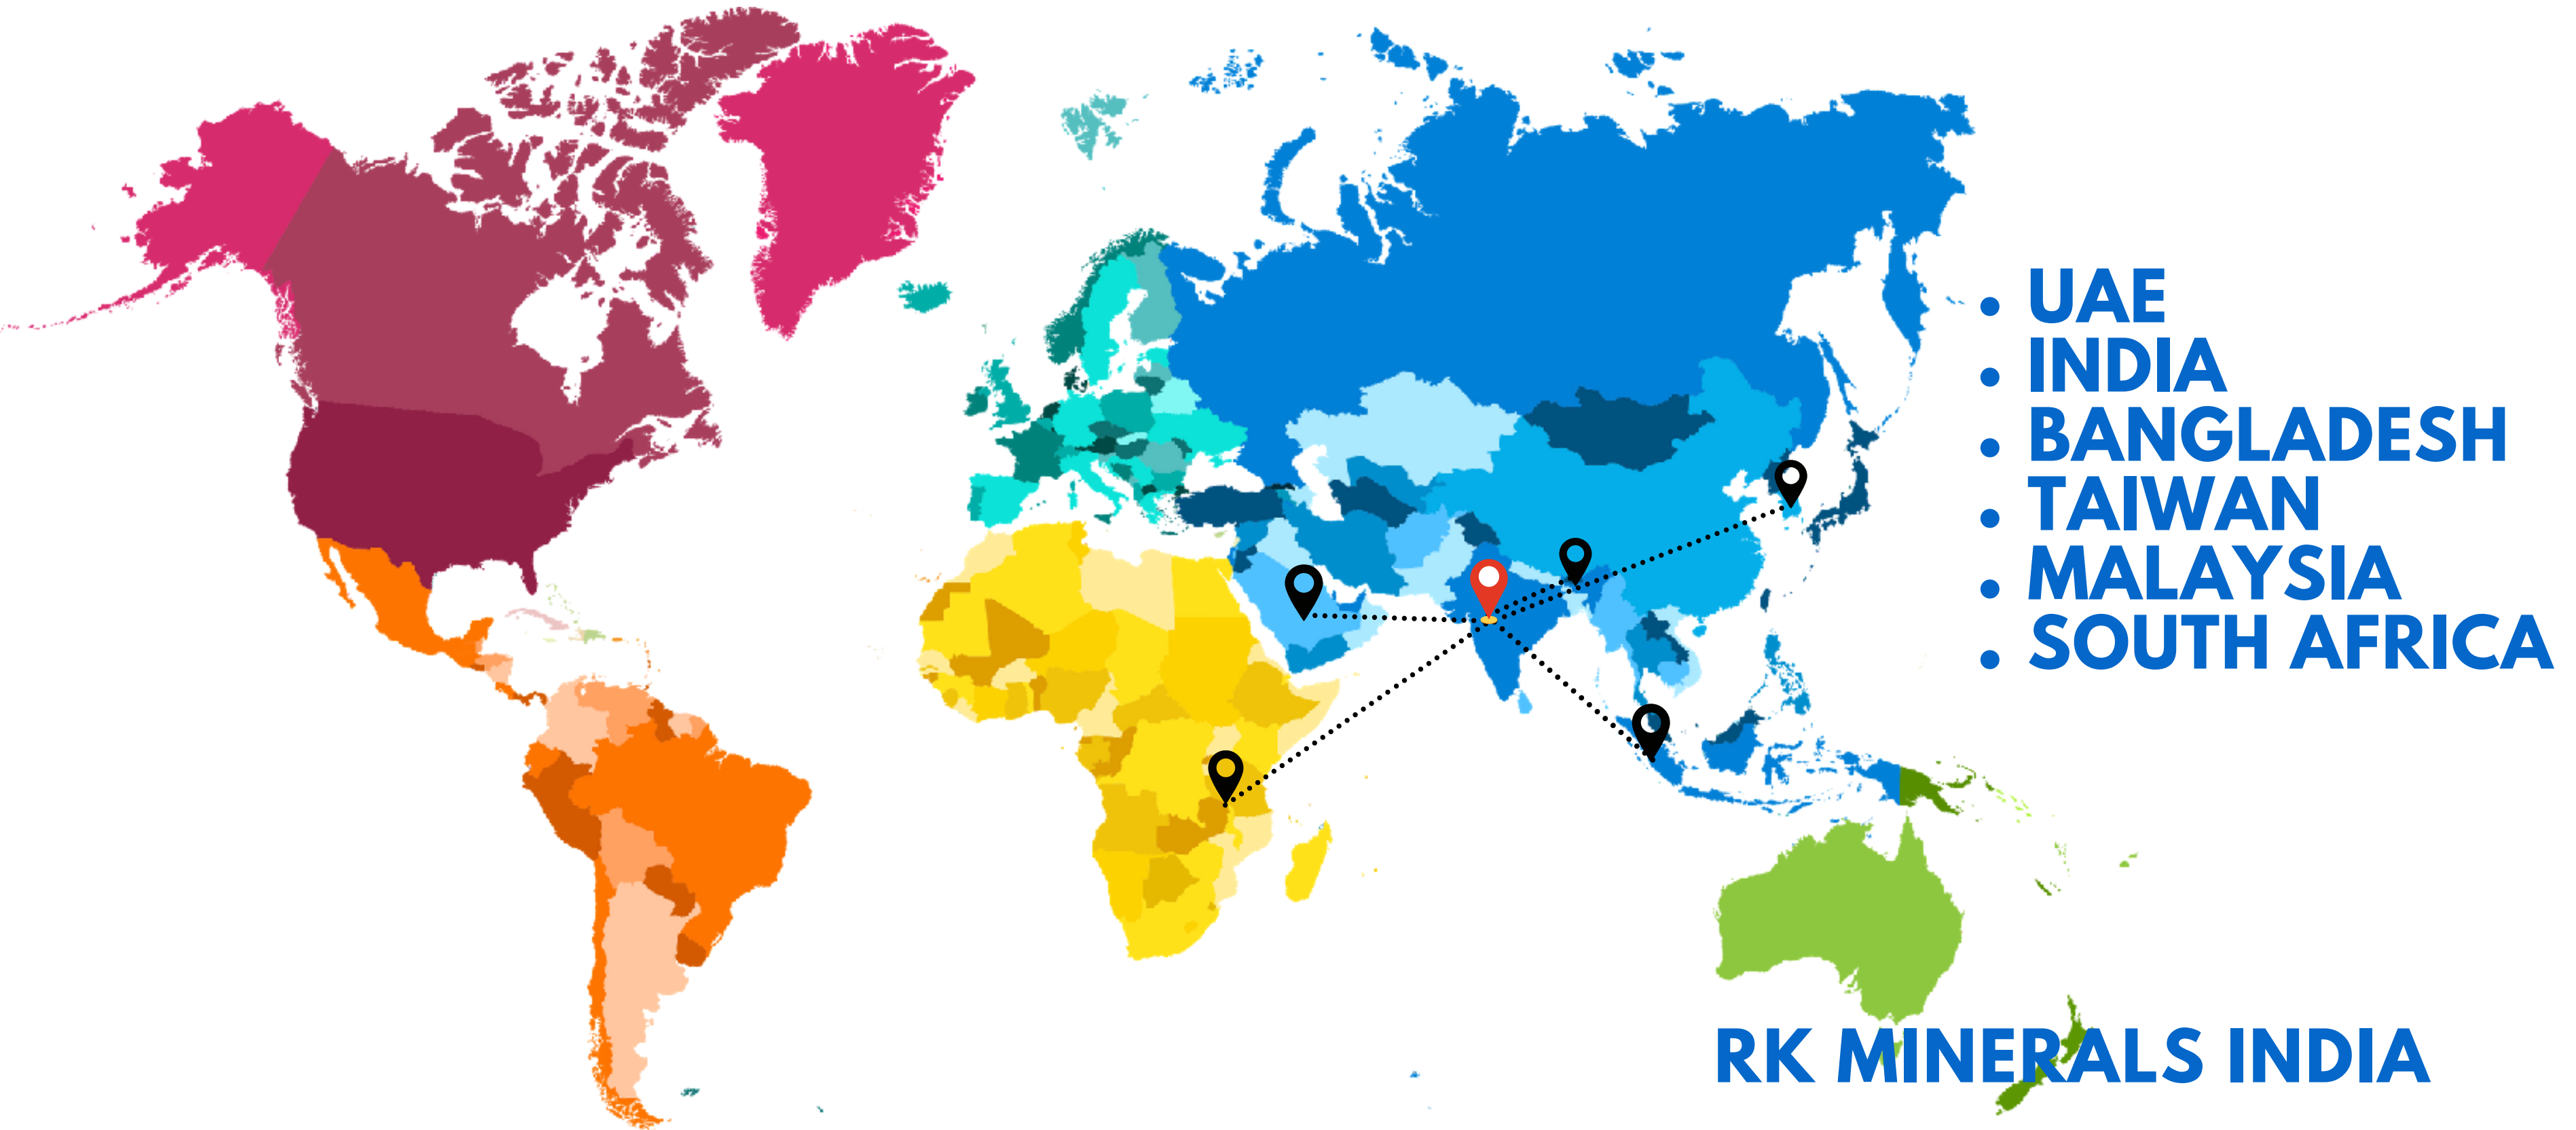 • UAE
• INDIA
• BANGLADESH
• TAIWAN
• MALAYSIA
• SOUTH AFRICA
RK MINERALS INDIA